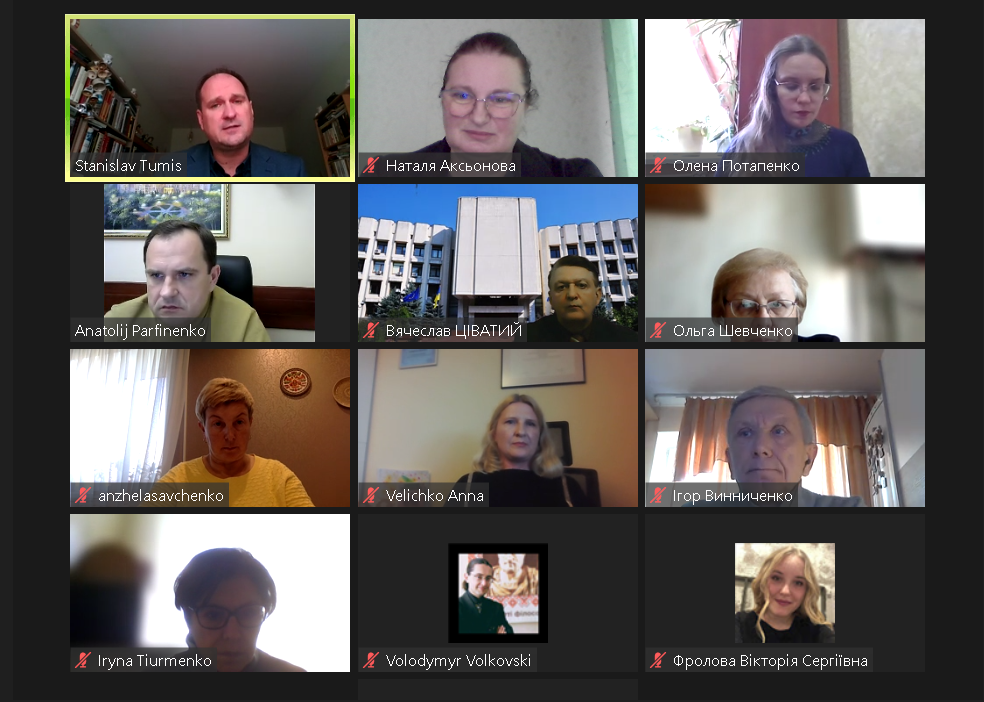 Stanislav Tumis
Наталя Аксьонова
Олена Потапенко
Anatolij Parfinenko
Вячеслав ЦІВАТИЙ
Ольга Шевченко
anzhelasavchenko
Velichko Anna
Ігор Винниченко
Iryna Tiurmenko
Volodymyr Volkovski
Фролова Вікторія Сергіївна